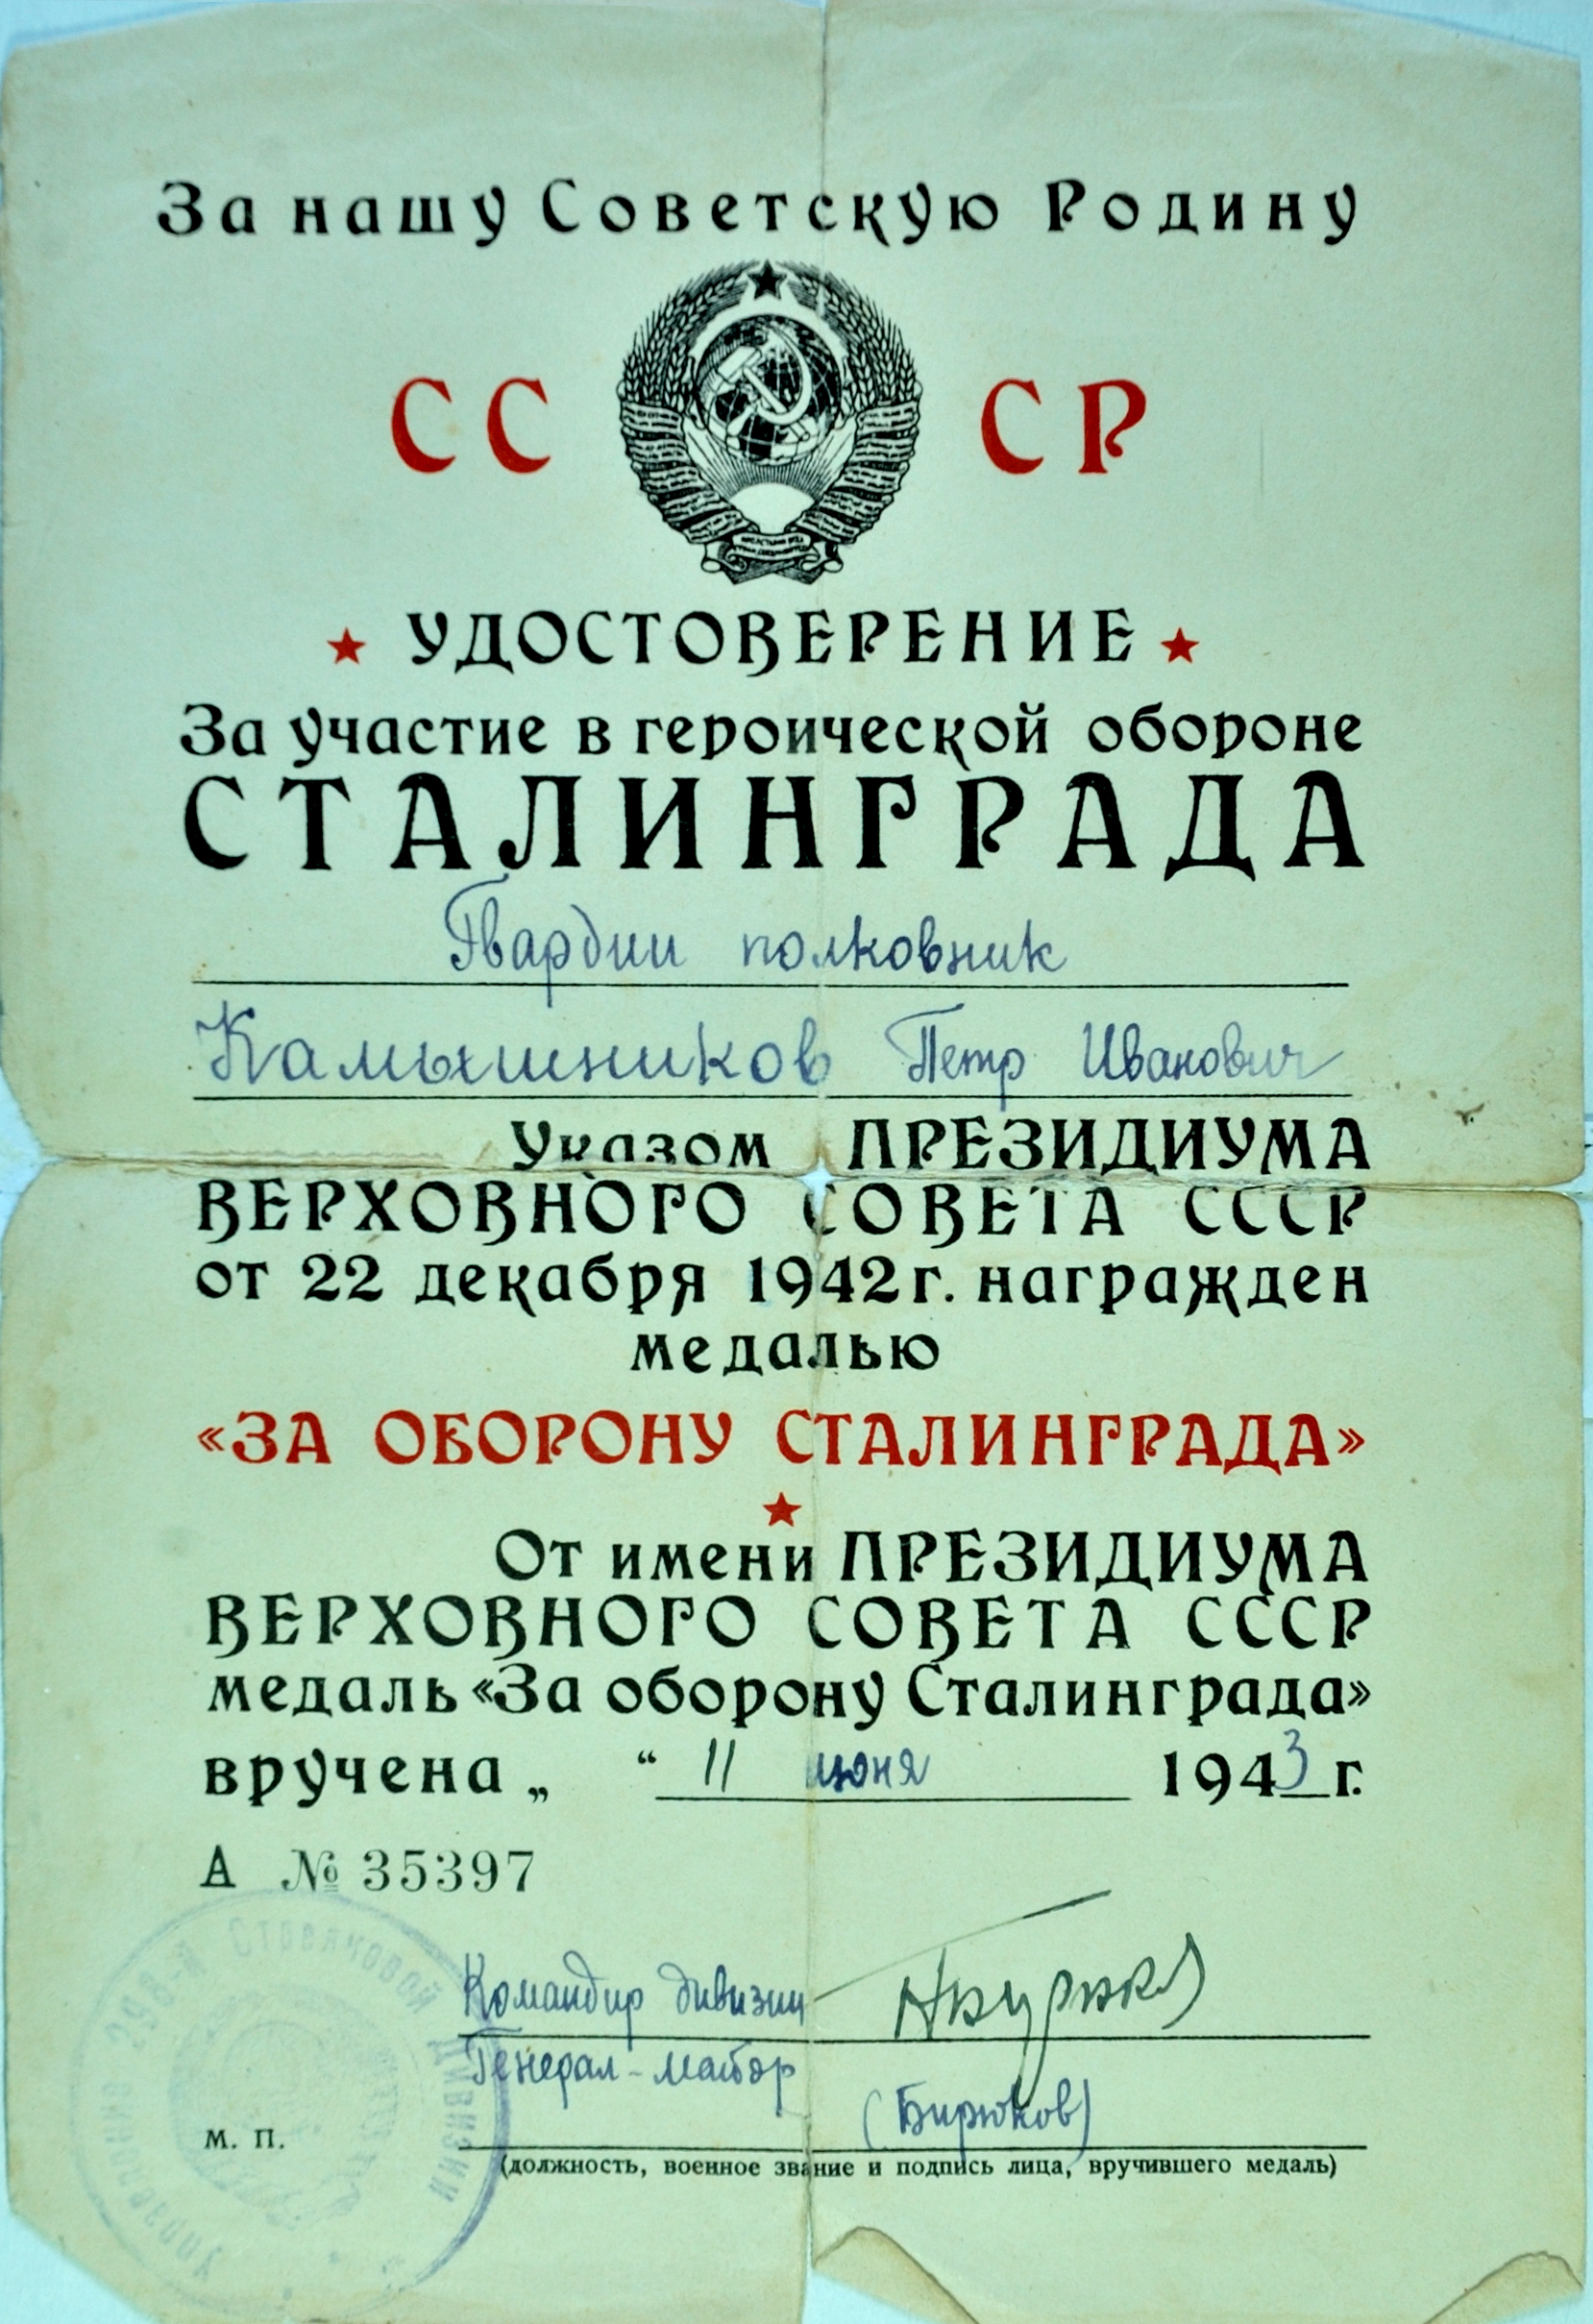 За нашу Советскую Родину
СС СР
УДОСТОВЕРЕНИЕ
За участие в героической обороне
СТАЛИНГРАДА
Гвардии полковник
Камышников Петр Иванович
Указом ПРЕЗИДИУМА
ВЕРХОВНОГО СОВЕТА СССР
от 22 декабря 1942 г. награжден
медалью
«ЗА ОБОРОНУ СТАЛИНГРАДА»
От имени ПРЕЗИДИУМА
ВЕРХОВНОГО СОВЕТА СССР
медаль «За оборону Сталинграда»
вручена „ “ 11 июня 1943 г.
А № 35397
Командир дивизии
Генерал-майор
(Бирюков)
М. П.
(должность, военное звание и подпись лица, вручившего медаль)
Стрелковой дивизии